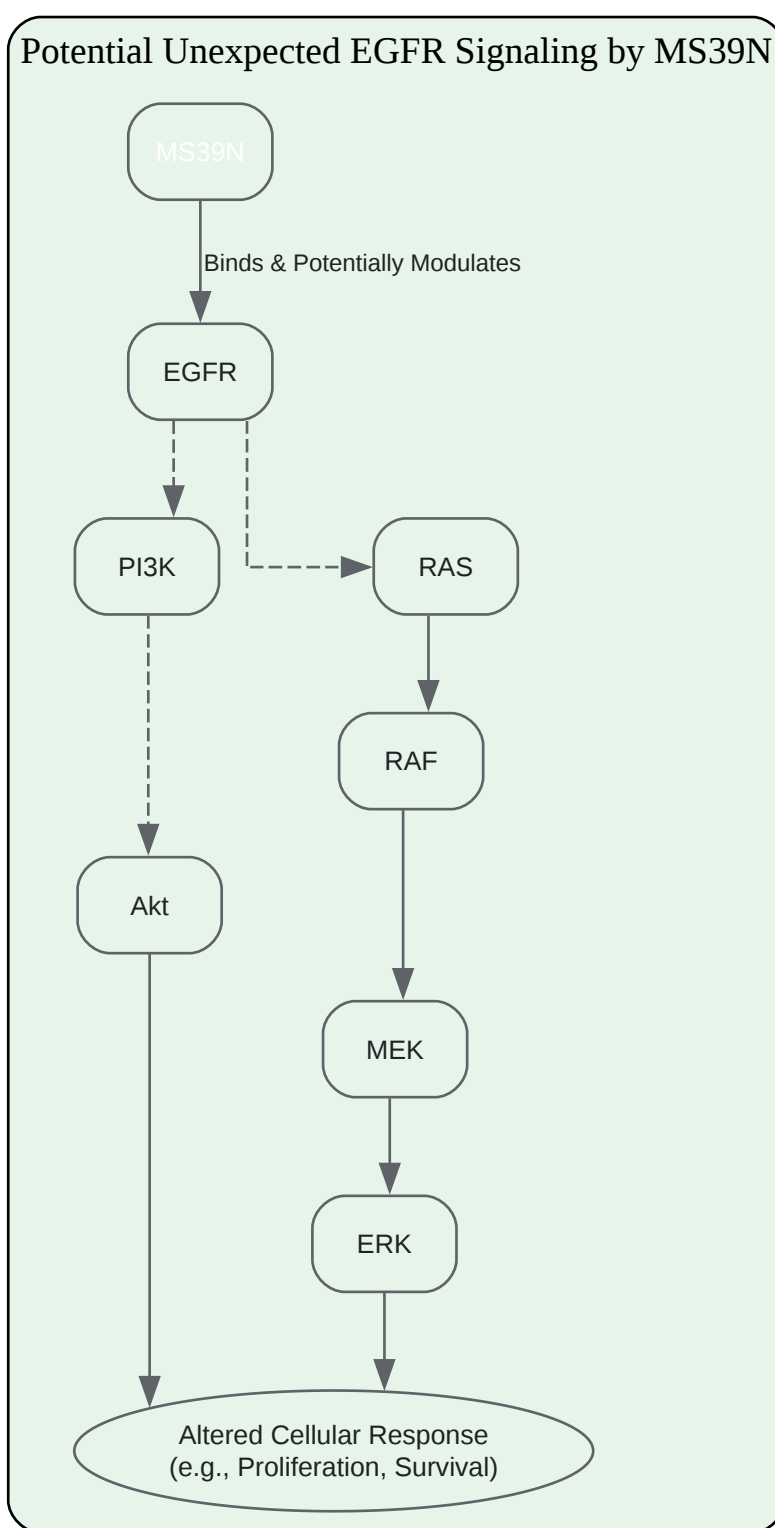 Potential Unexpected EGFR Signaling by MS39N
MS39N
Binds & Potentially Modulates
EGFR
PI3K
RAS
RAF
Akt
MEK
ERK
Altered Cellular Response
(e.g., Proliferation, Survival)